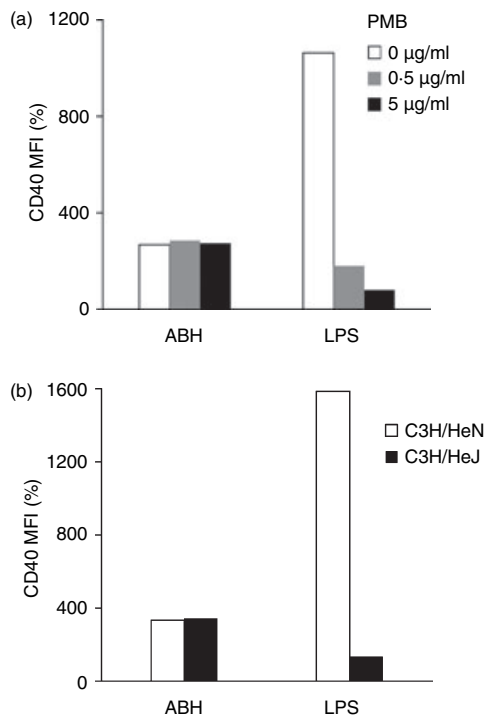 (a)
PMB
0 µg/ml
0·5 µg/ml
5 µg/ml
CD40 MFI (%)
1200
800
400
0
ABH LPS
(b)
C3H/HeN
C3H/HeJ
CD40 MFI (%)
1600
1200
800
400
0
ABH LPS